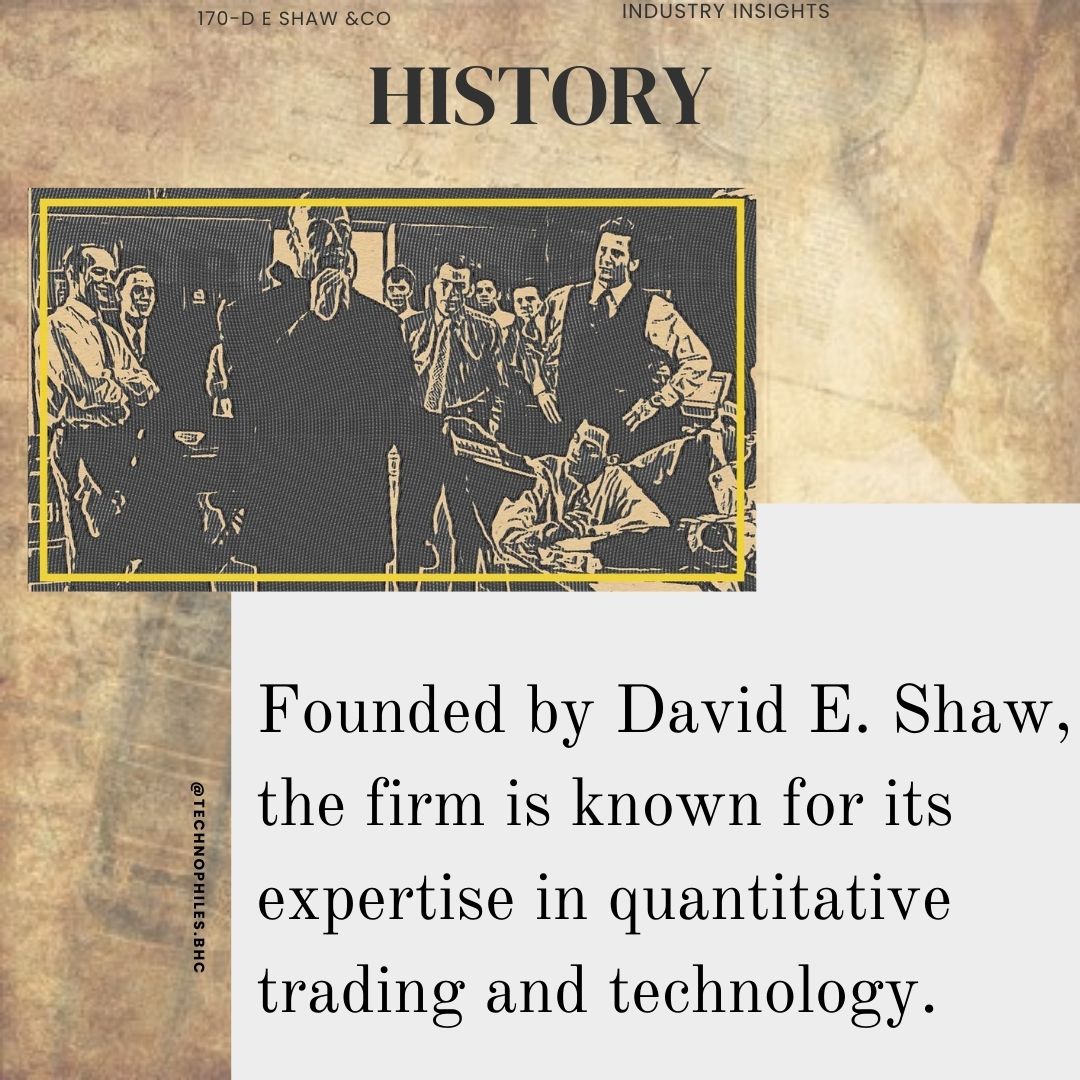 170-D E SHAW &CO
INDUSTRY INSIGHTS
HISTORY
Founded by David E. Shaw,
the firm is known for its
expertise in quantitative
trading and technology.
@TECHNOPHILES.BHC